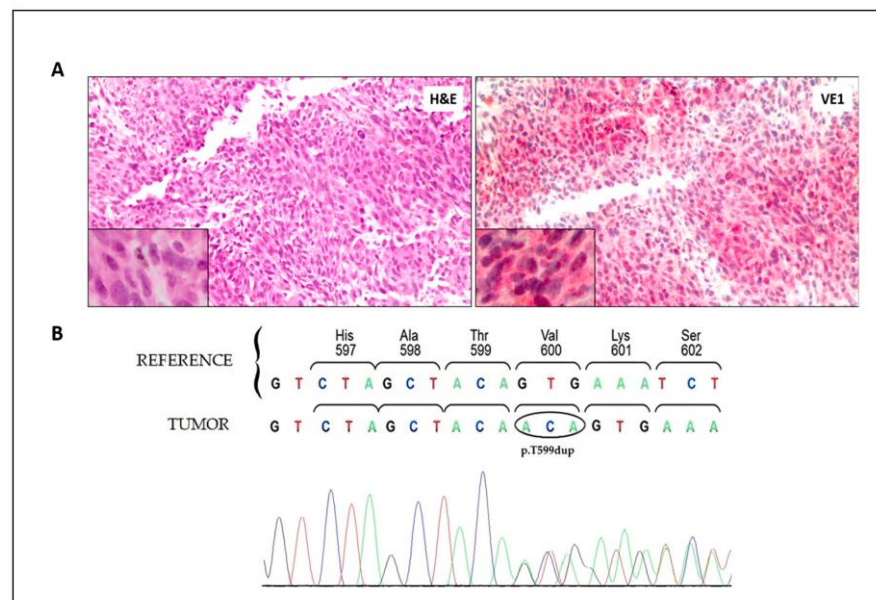 A
H&E
VE1
B
His Ala Thr Val Lys Ser
597 598 599 600 601 602
REFERENCE
G T C T A G C T A C A G T G A A A T C T
TUMOR
G T C T A G C T A C A A C A G T G A A A
p.T599dup